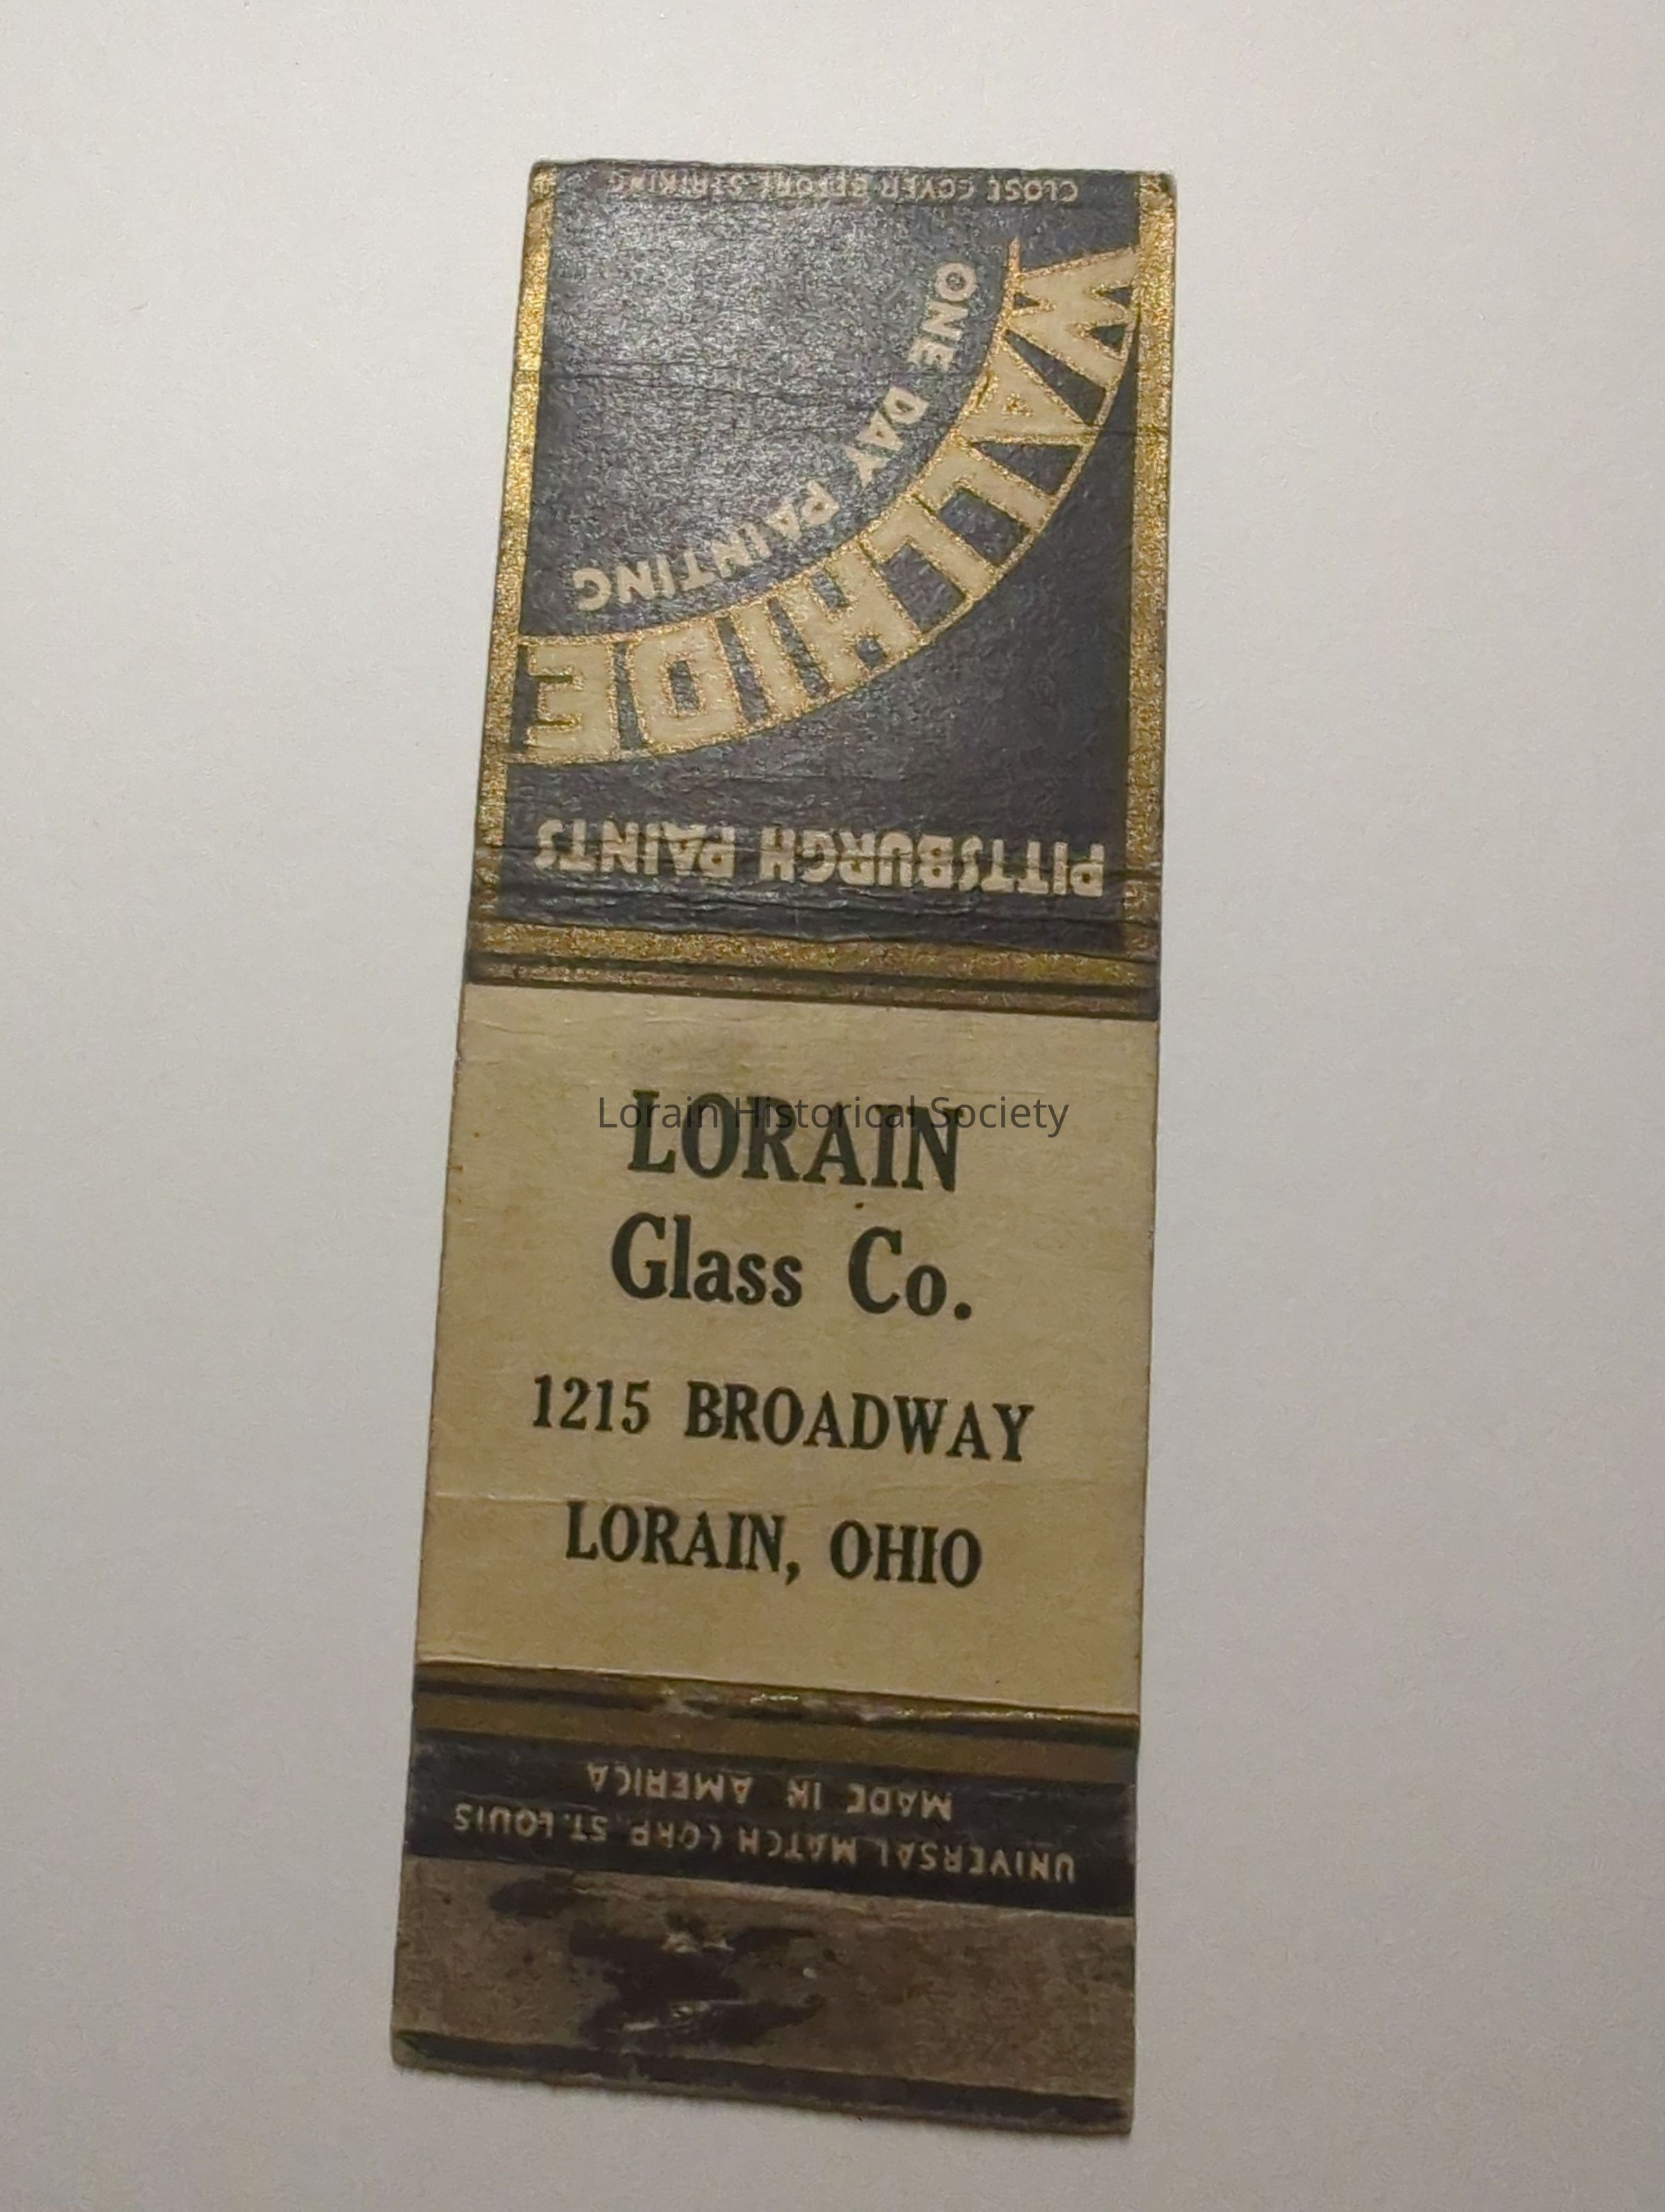 CLOSE COVER BEFORE STRIKING
ONE DAY PAINTING
WALLHIDE
PITTSBURGH PAINTS
Lorain Historical Society
LORAIN
Glass Co.
1215 BROADWAY
LORAIN, OHIO
MADE IN AMERICA
UNIVERSAL MATCH CORP. ST. LOUIS